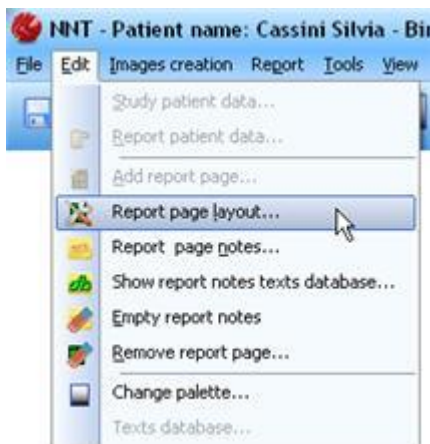 NNT - Patient name: Cassini Silvia - Bi
File Edit Images creation Report Tools View
Study patient data...
Report patient data...
Add report page...
Report page layout...
Report page notes...
db Show report notes texts database...
Empty report notes
Remove report page...
Change palette...
Texts database...